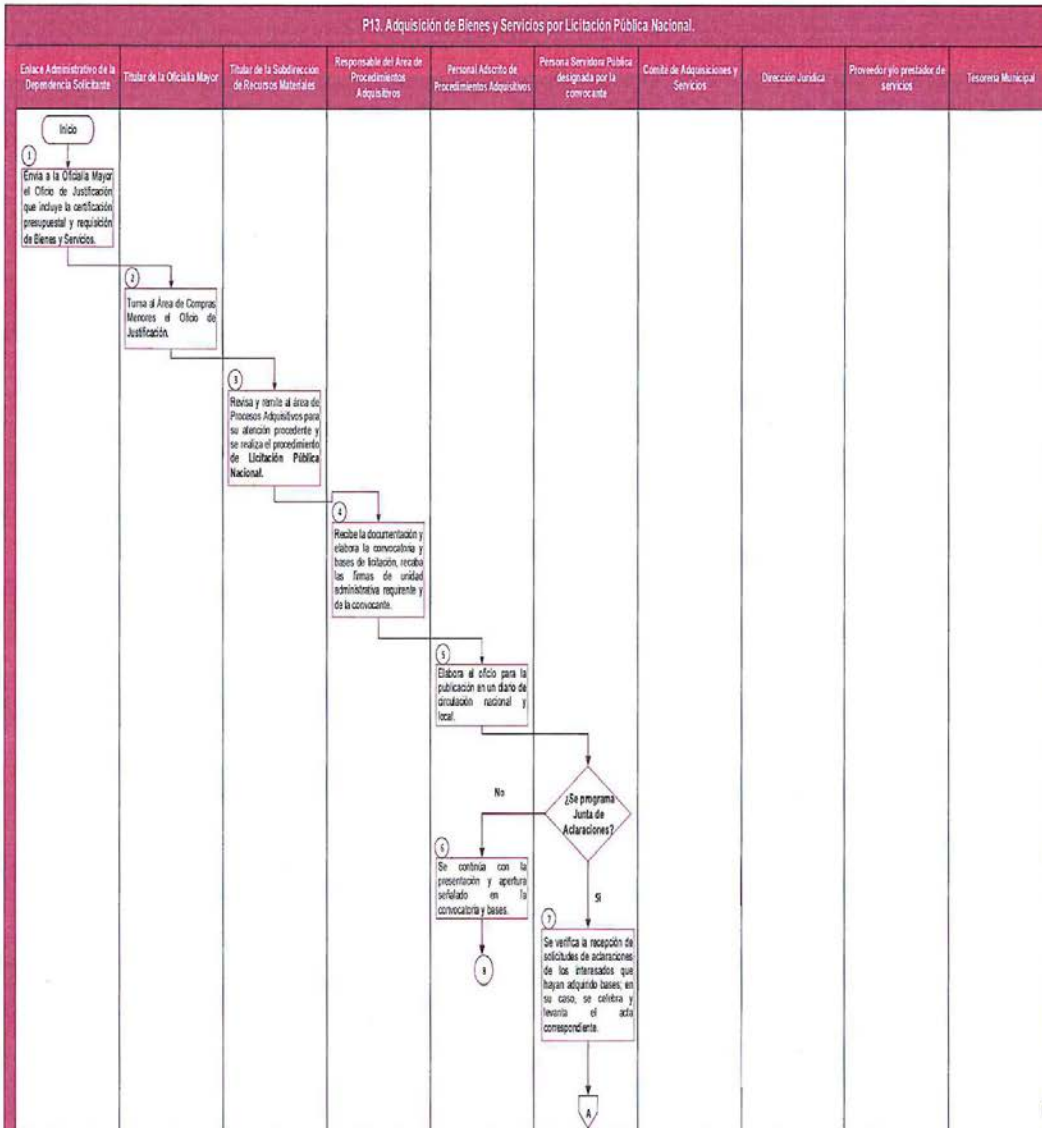 P13. Adquisición de Bienes y Servicios por Licitación Pública Nacional.
Enlace Administrativo de la
Dependencia Solicitante
Titular de la Oficialía Mayor
Titular de la Subdirección
de Recursos Materiales
Responsable del Área de
Procedimientos
Adquisitivos
Personal Adscrito de
Procedimientos Adquisitivos
Persona Servidora Pública
designada por la
convocante
Comité de Adquisiciones y
Servicios
Dirección Jurídica
Proveedor y/o prestador de
servicios
Tesorería Municipal
Inicio
1
Envía a la Oficialía Mayor
el Oficio de Justificación
que incluye la certificación
presupuestal y requisición
de Bienes y Servicios.
2
Turna al Área de Compras
Menores el Oficio de
Justificación.
3
Revisa y remite al área de
Procesos Adquisitivos para
su atención procedente y
se realiza el procedimiento
de Licitación Pública
Nacional.
4
Recibe la documentación y
elabora la convocatoria y
bases de licitación, recaba
las firmas de unidad
administrativa requirente y
de la convocante.
5
Elabora el oficio para la
publicación en un diario de
circulación nacional y
local.
¿Se programa
Junta de
Aclaraciones?
No
6
Se continúa con la
presentación y apertura
señalado en la
convocatoria y bases.
Si
7
Se verifica la recepción de
solicitudes de aclaraciones
de los interesados que
hayan adquirido bases; en
su caso, se celebra y
levanta el acta
correspondiente.
A